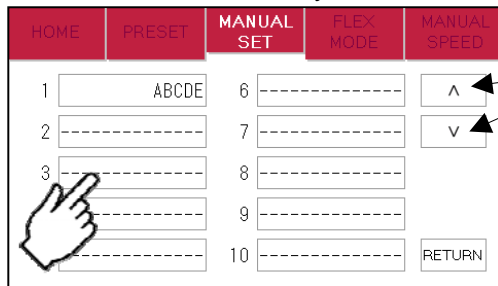 HOME PRESET MANUAL SET FLEX MODE MANUAL SPEED
1 ABCDE 6 ----------------- ∧
2 ----------------- 7 ----------------- ∨
3 ----------------- 8 -----------------
----------------- 9 -----------------
----------------- 10 ----------------- RETURN